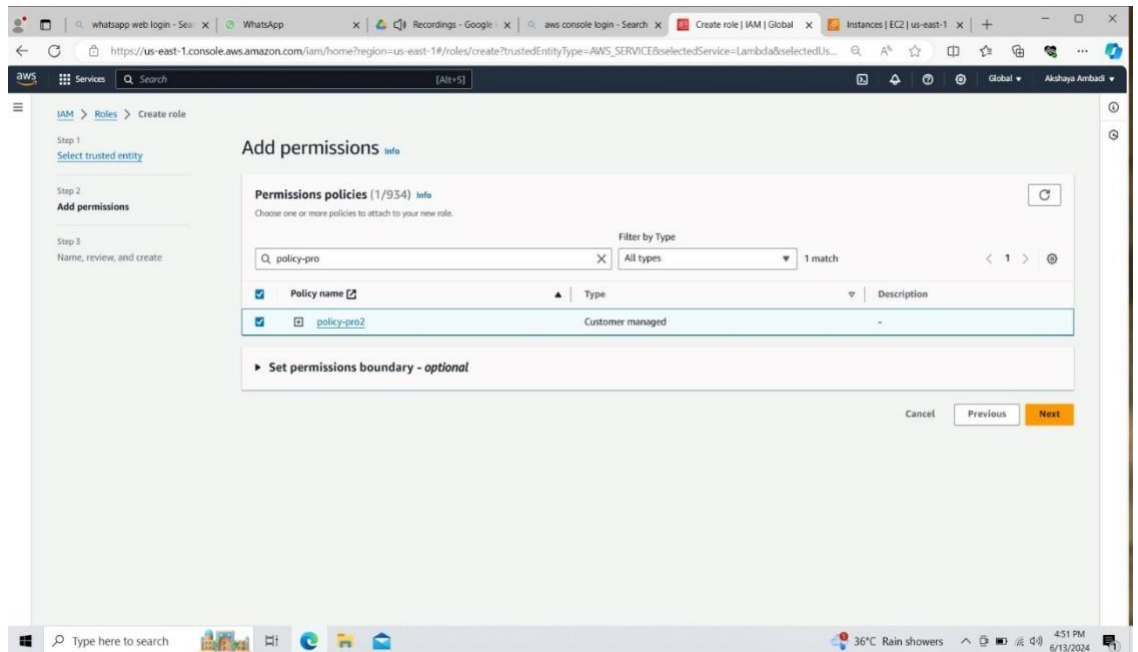 whatsapp web login - Sea
WhatsApp
Recordings - Google
aws console login - Search
Create role | IAM | Global
Instances | EC2 | us-east-1
https://us-east-1.console.aws.amazon.com/iam/home?region=us-east-1#/roles/create?trustedEntityType=AWS_SERVICE&selectedService=Lambda&selectedUs...
aws
Services
Search
[Alt+S]
Global
Akshaya Ambadi
IAM > Roles > Create role
Step 1
Select trusted entity
Step 2
Add permissions
Step 3
Name, review, and create
Add permissions Info
Permissions policies (1/934) Info
Choose one or more policies to attach to your new role.
Filter by Type
policy-pro
All types
1 match
1
Policy name
Type
Description
policy-pro2
Customer managed
-
Set permissions boundary - optional
Cancel
Previous
Next
Type here to search
36°C Rain showers
4:51 PM
6/13/2024